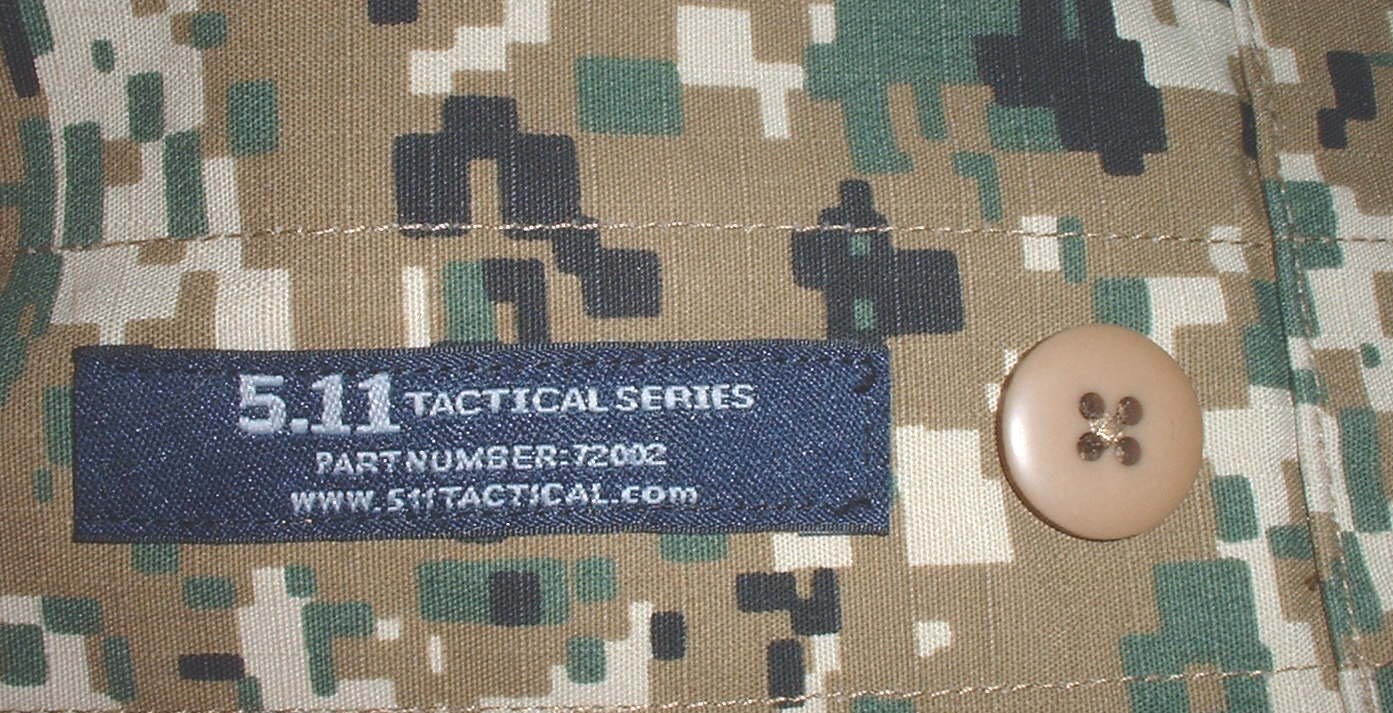 5.11 TACTICAL SERIES
PART NUMBER:72002
WWW.511TACTICAL.com